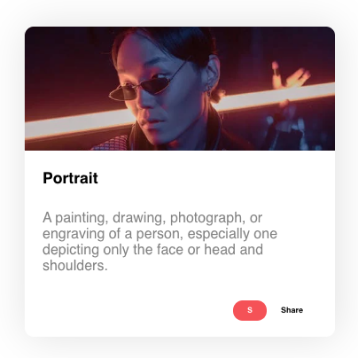 Portrait
A painting, drawing, photograph, or
engraving of a person, especially one
depicting only the face or head and
shoulders.
S Share